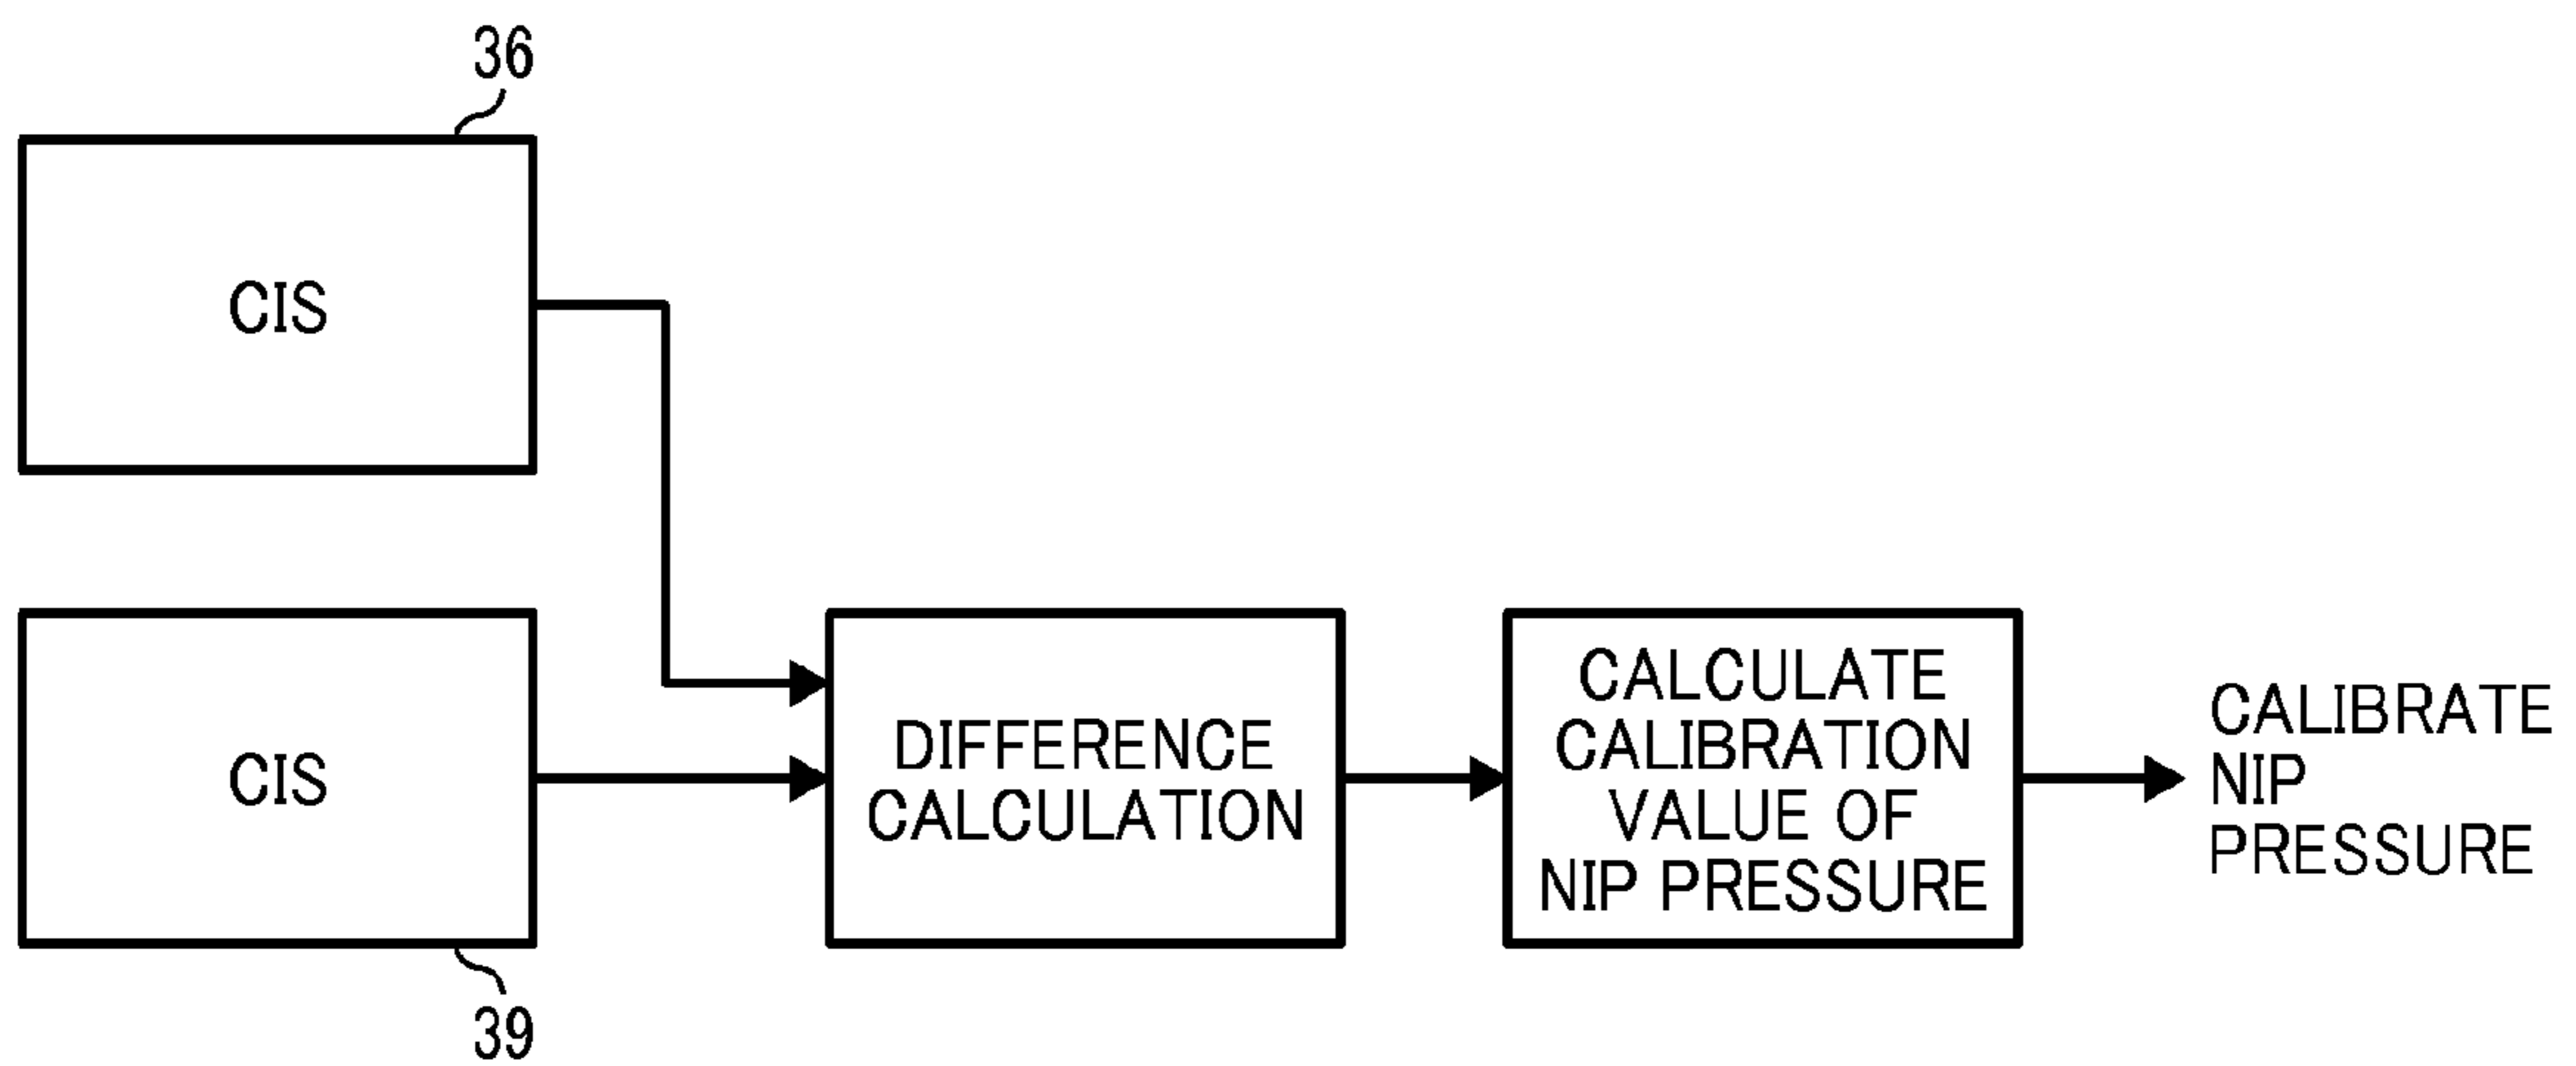 36
CIS
CIS
39
DIFFERENCE
CALCULATION
CALCULATE
CALIBRATION
VALUE OF
NIP PRESSURE
CALIBRATE
NIP
PRESSURE